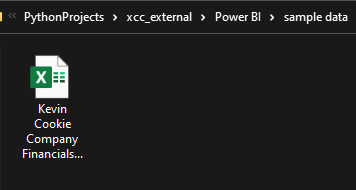 « PythonProjects > xcc_external > Power BI > sample data
X
Kevin
Cookie
Company
Financials...